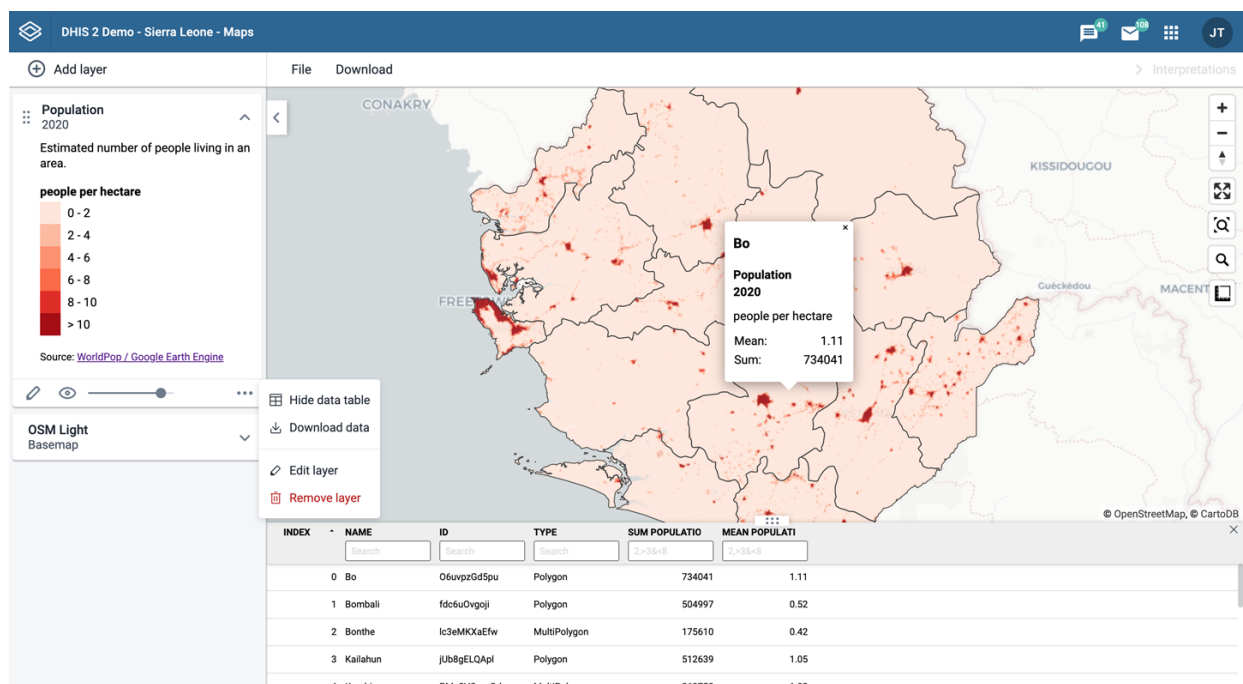 DHIS 2 Demo - Sierra Leone - Maps
41
108
JT
Add layer
File
Download
Interpretations
Population
2020
Estimated number of people living in an
area.
people per hectare
0 - 2
2 - 4
4 - 6
6 - 8
8 - 10
> 10
Source: WorldPop / Google Earth Engine
OSM Light
Basemap
Hide data table
Download data
Edit layer
Remove layer
CONAKRY
KISSIDOUGOU
Guéckédou
MACENT
Bo
Population
2020
people per hectare
Mean: 1.11
Sum: 734041
© OpenStreetMap, © CartoDB
INDEX NAME ID TYPE SUM POPULATIO MEAN POPULATI
Search Search Search 2,>3&<8 2,>3&<8
0 Bo O6uvpzGd5pu Polygon 734041 1.11
1 Bombali fdc6uOvgoji Polygon 504997 0.52
2 Bonthe lc3eMKXaEfw MultiPolygon 175610 0.42
3 Kailahun jUb8gELQApl Polygon 512639 1.05